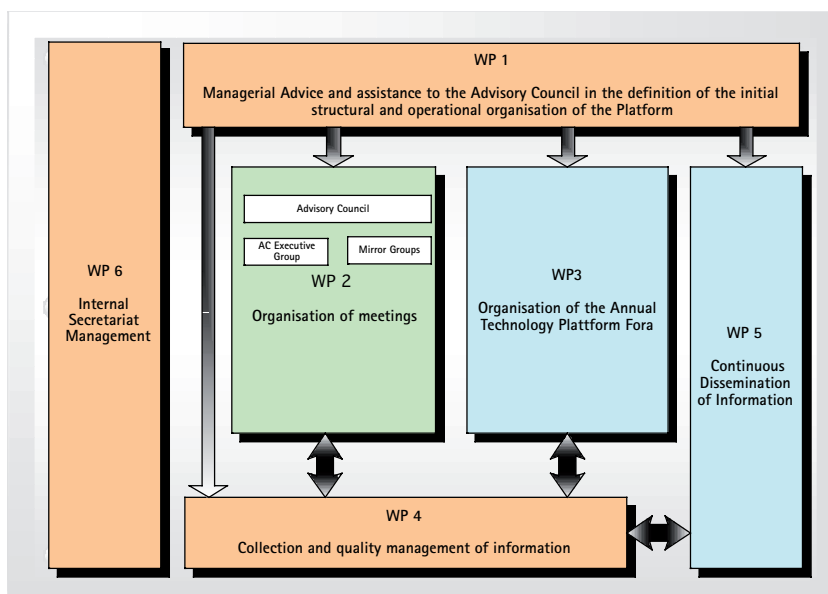 WP 1
Managerial Advice and assistance to the Advisory Council in the definition of the initial
structural and operational organisation of the Platform
WP 6
Internal
Secretariat
Management
Advisory Council
AC Executive
Group
Mirror Groups
WP 2
Organisation of meetings
WP3
Organisation of the Annual
Technology Plattform Fora
WP 5
Continuous
Dissemination
of Information
WP 4
Collection and quality management of information